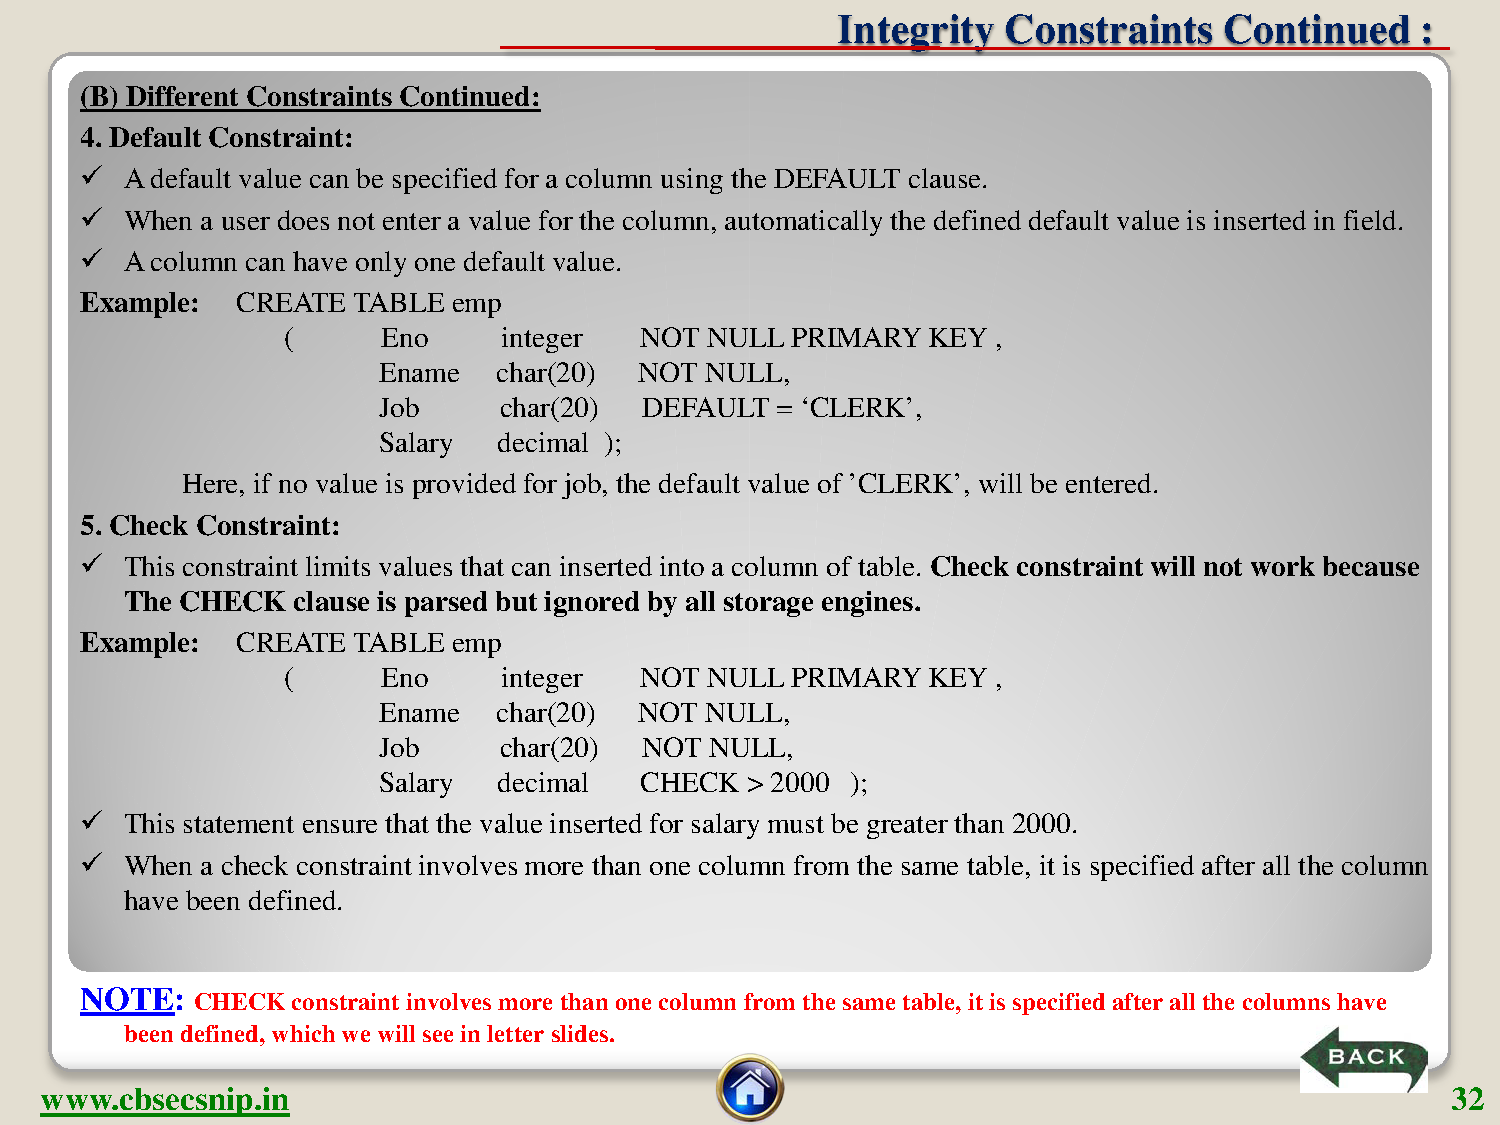 Integrity Constraints Continued :
(B) Different Constraints Continued:
4. Default Constraint:
✓ A default value can be specified for a column using the DEFAULT clause.
✓ When a user does not enter a value for the column, automatically the defined default value is inserted in field.
✓ A column can have only one default value.
Example: CREATE TABLE emp
( Eno integer NOT NULL PRIMARY KEY ,
Ename char(20) NOT NULL,
Job char(20) DEFAULT = ‘CLERK’,
Salary decimal );
Here, if no value is provided for job, the default value of ’CLERK’, will be entered.
5. Check Constraint:
✓ This constraint limits values that can inserted into a column of table. Check constraint will not work because
The CHECK clause is parsed but ignored by all storage engines.
Example: CREATE TABLE emp
( Eno integer NOT NULL PRIMARY KEY ,
Ename char(20) NOT NULL,
Job char(20) NOT NULL,
Salary decimal CHECK > 2000 );
✓ This statement ensure that the value inserted for salary must be greater than 2000.
✓ When a check constraint involves more than one column from the same table, it is specified after all the column
have been defined.
NOTE: CHECK constraint involves more than one column from the same table, it is specified after all the columns have
been defined, which we will see in letter slides.
BACK
www.cbsecsnip.in
32